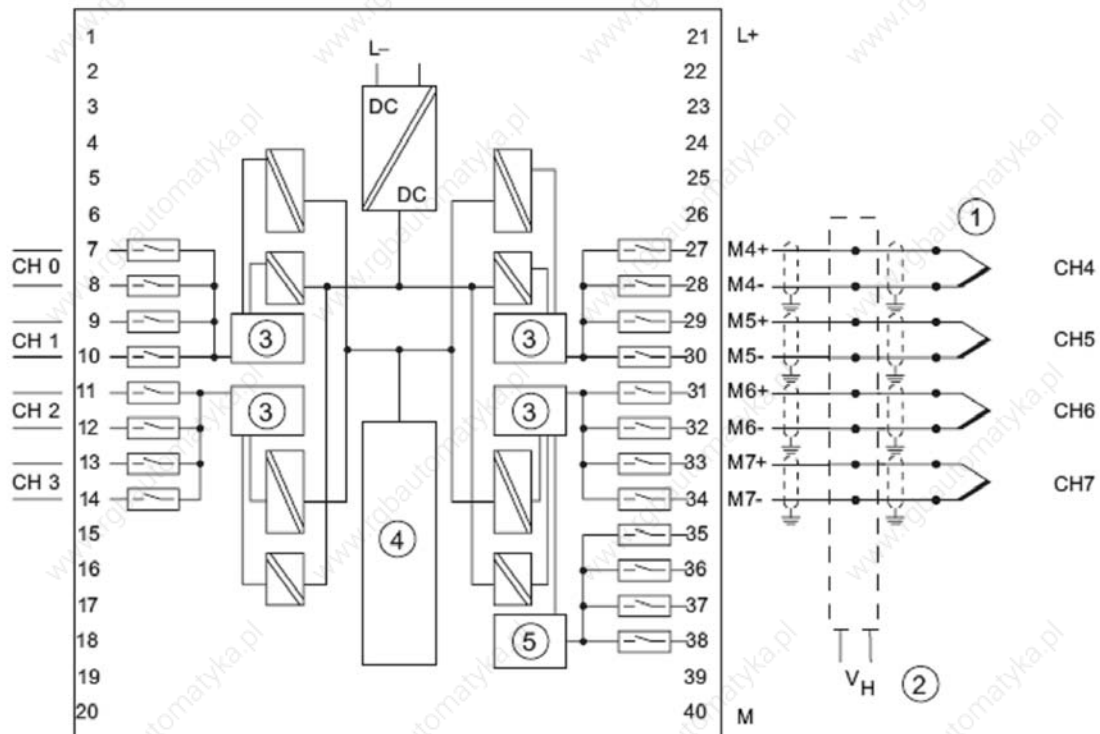 1
21 L+
L–
2
22
3
DC
23
4
24
5
25
DC
6
26
①
7
27 M4+
CH 0
CH4
8
28 M4-
9
29 M5+
CH 1
③
③
CH5
10
30 M5-
11
31 M6+
CH 2
③
③
CH6
12
32 M6-
13
33 M7+
CH 3
CH7
14
34 M7-
15
35
④
16
36
17
37
18
⑤
38
19
39
VH ②
20
40 M
www.rgbautomatyka.pl